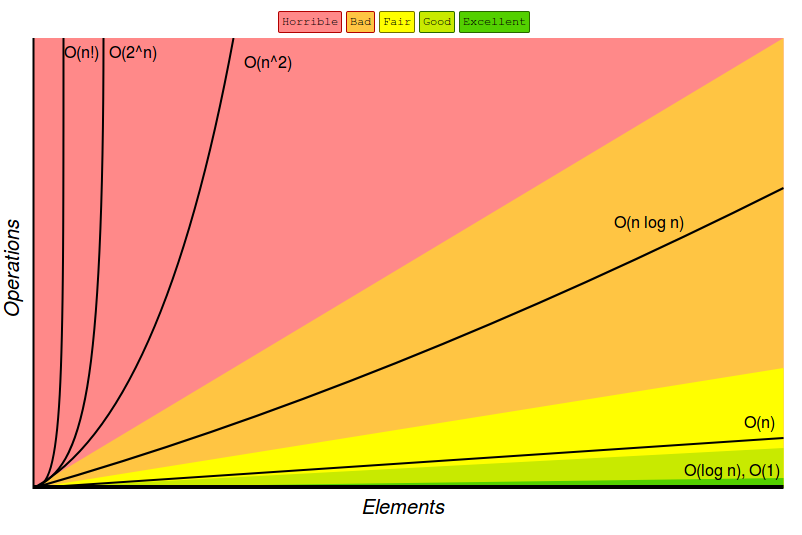 Horrible Bad Fair Good Excellent
O(n!) O(2^n)
O(n^2)
O(n log n)
Operations
O(n)
O(log n), O(1)
Elements